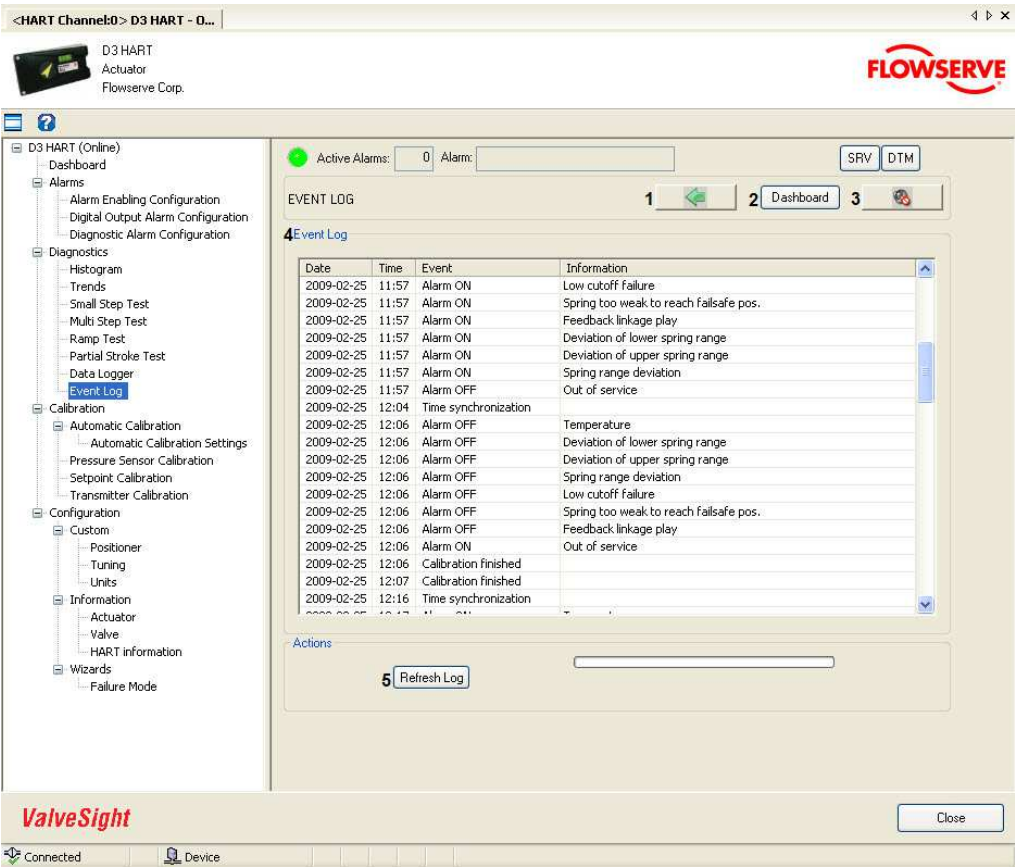 <HART Channel:0> D3 HART - O...
D3 HART
Actuator
Flowserve Corp.
FLOWSERVE
D3 HART (Online)
Dashboard
Alarms
Alarm Enabling Configuration
Digital Output Alarm Configuration
Diagnostic Alarm Configuration
Diagnostics
Histogram
Trends
Small Step Test
Multi Step Test
Ramp Test
Partial Stroke Test
Data Logger
Event Log
Calibration
Automatic Calibration
Automatic Calibration Settings
Pressure Sensor Calibration
Setpoint Calibration
Transmitter Calibration
Configuration
Custom
Positioner
Tuning
Units
Information
Actuator
Valve
HART information
Wizards
Failure Mode
Active Alarms: 0 Alarm: SRV DTM
EVENT LOG 1 2 Dashboard 3
4 Event Log
Date Time Event Information
2009-02-25 11:57 Alarm ON Low cutoff failure
2009-02-25 11:57 Alarm ON Spring too weak to reach failsafe pos.
2009-02-25 11:57 Alarm ON Feedback linkage play
2009-02-25 11:57 Alarm ON Deviation of lower spring range
2009-02-25 11:57 Alarm ON Deviation of upper spring range
2009-02-25 11:57 Alarm ON Spring range deviation
2009-02-25 11:57 Alarm OFF Out of service
2009-02-25 12:04 Time synchronization
2009-02-25 12:06 Alarm OFF Temperature
2009-02-25 12:06 Alarm OFF Deviation of lower spring range
2009-02-25 12:06 Alarm OFF Deviation of upper spring range
2009-02-25 12:06 Alarm OFF Spring range deviation
2009-02-25 12:06 Alarm OFF Low cutoff failure
2009-02-25 12:06 Alarm OFF Spring too weak to reach failsafe pos.
2009-02-25 12:06 Alarm OFF Feedback linkage play
2009-02-25 12:06 Alarm ON Out of service
2009-02-25 12:06 Calibration finished
2009-02-25 12:07 Calibration finished
2009-02-25 12:16 Time synchronization
Actions
5 Refresh Log
ValveSight
Close
Connected Device